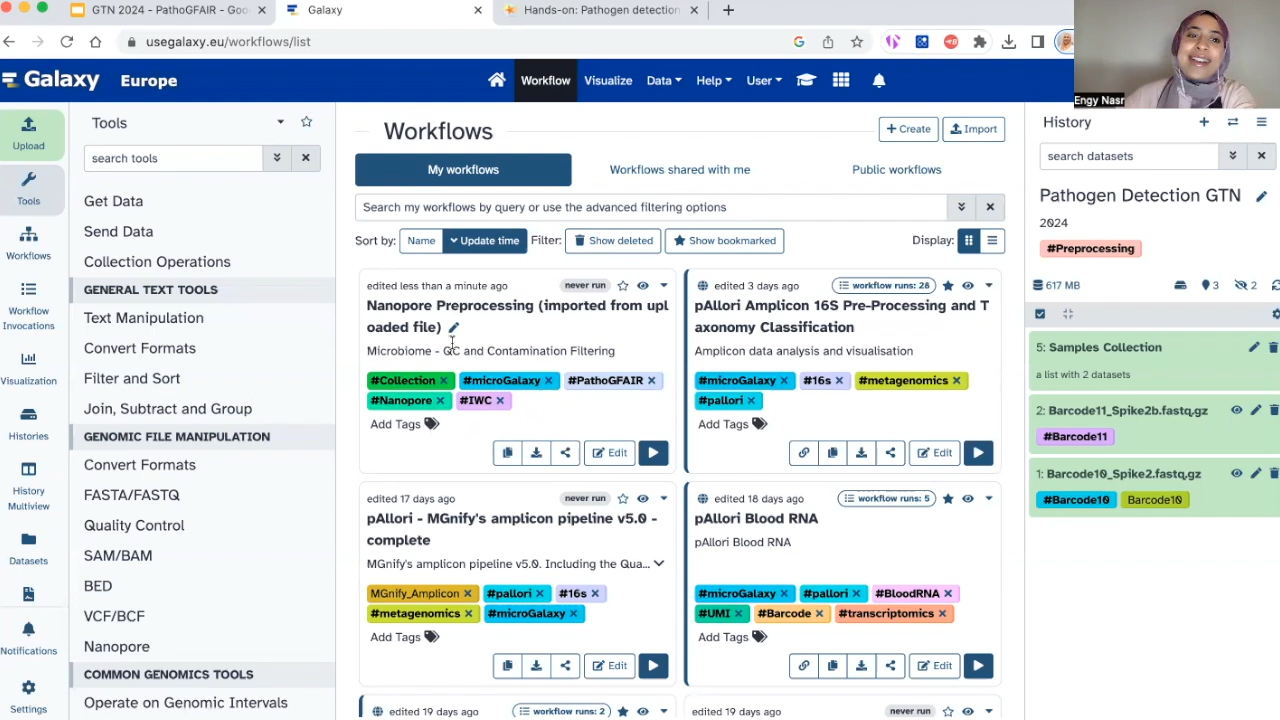 GTN 2024 - PathoGFAIR - Goo
Galaxy
Hands-on: Pathogen detection
usegalaxy.eu/workflows/list
Engy Nasr
Galaxy Europe
Workflow Visualize Data Help User
Upload
Tools
Workflows
Workflow
Invocations
Visualization
Histories
History
Multiview
Datasets
Notifications
Settings
Tools
search tools
Get Data
Send Data
Collection Operations
GENERAL TEXT TOOLS
Text Manipulation
Convert Formats
Filter and Sort
Join, Subtract and Group
GENOMIC FILE MANIPULATION
Convert Formats
FASTA/FASTQ
Quality Control
SAM/BAM
BED
VCF/BCF
Nanopore
COMMON GENOMICS TOOLS
Operate on Genomic Intervals
Workflows
Create Import
My workflows Workflows shared with me Public workflows
Search my workflows by query or use the advanced filtering options
Sort by: Name Update time Filter: Show deleted Show bookmarked Display:
edited less than a minute ago never run
Nanopore Preprocessing (imported from upl
oaded file)
Microbiome - QC and Contamination Filtering
#Collection #microGalaxy #PathoGFAIR
#Nanopore #IWC
Add Tags
Edit
edited 3 days ago workflow runs: 28
pAllori Amplicon 16S Pre-Processing and T
axonomy Classification
Amplicon data analysis and visualisation
#microGalaxy #16s #metagenomics
#pallori
Add Tags
Edit
edited 17 days ago never run
pAllori - MGnify's amplicon pipeline v5.0 -
complete
MGnify's amplicon pipeline v5.0. Including the Qua...
MGnify_Amplicon #pallori #16s
#metagenomics #microGalaxy
Add Tags
Edit
edited 18 days ago workflow runs: 5
pAllori Blood RNA
pAllori Blood RNA
#microGalaxy #pallori #BloodRNA
#UMI #Barcode #transcriptomics
Add Tags
Edit
edited 19 days ago workflow runs: 2
edited 19 days ago never run
History
search datasets
Pathogen Detection GTN
2024
#Preprocessing
617 MB 3 2
5: Samples Collection
a list with 2 datasets
2: Barcode11_Spike2b.fastq.gz
#Barcode11
1: Barcode10_Spike2.fastq.gz
#Barcode10 Barcode10